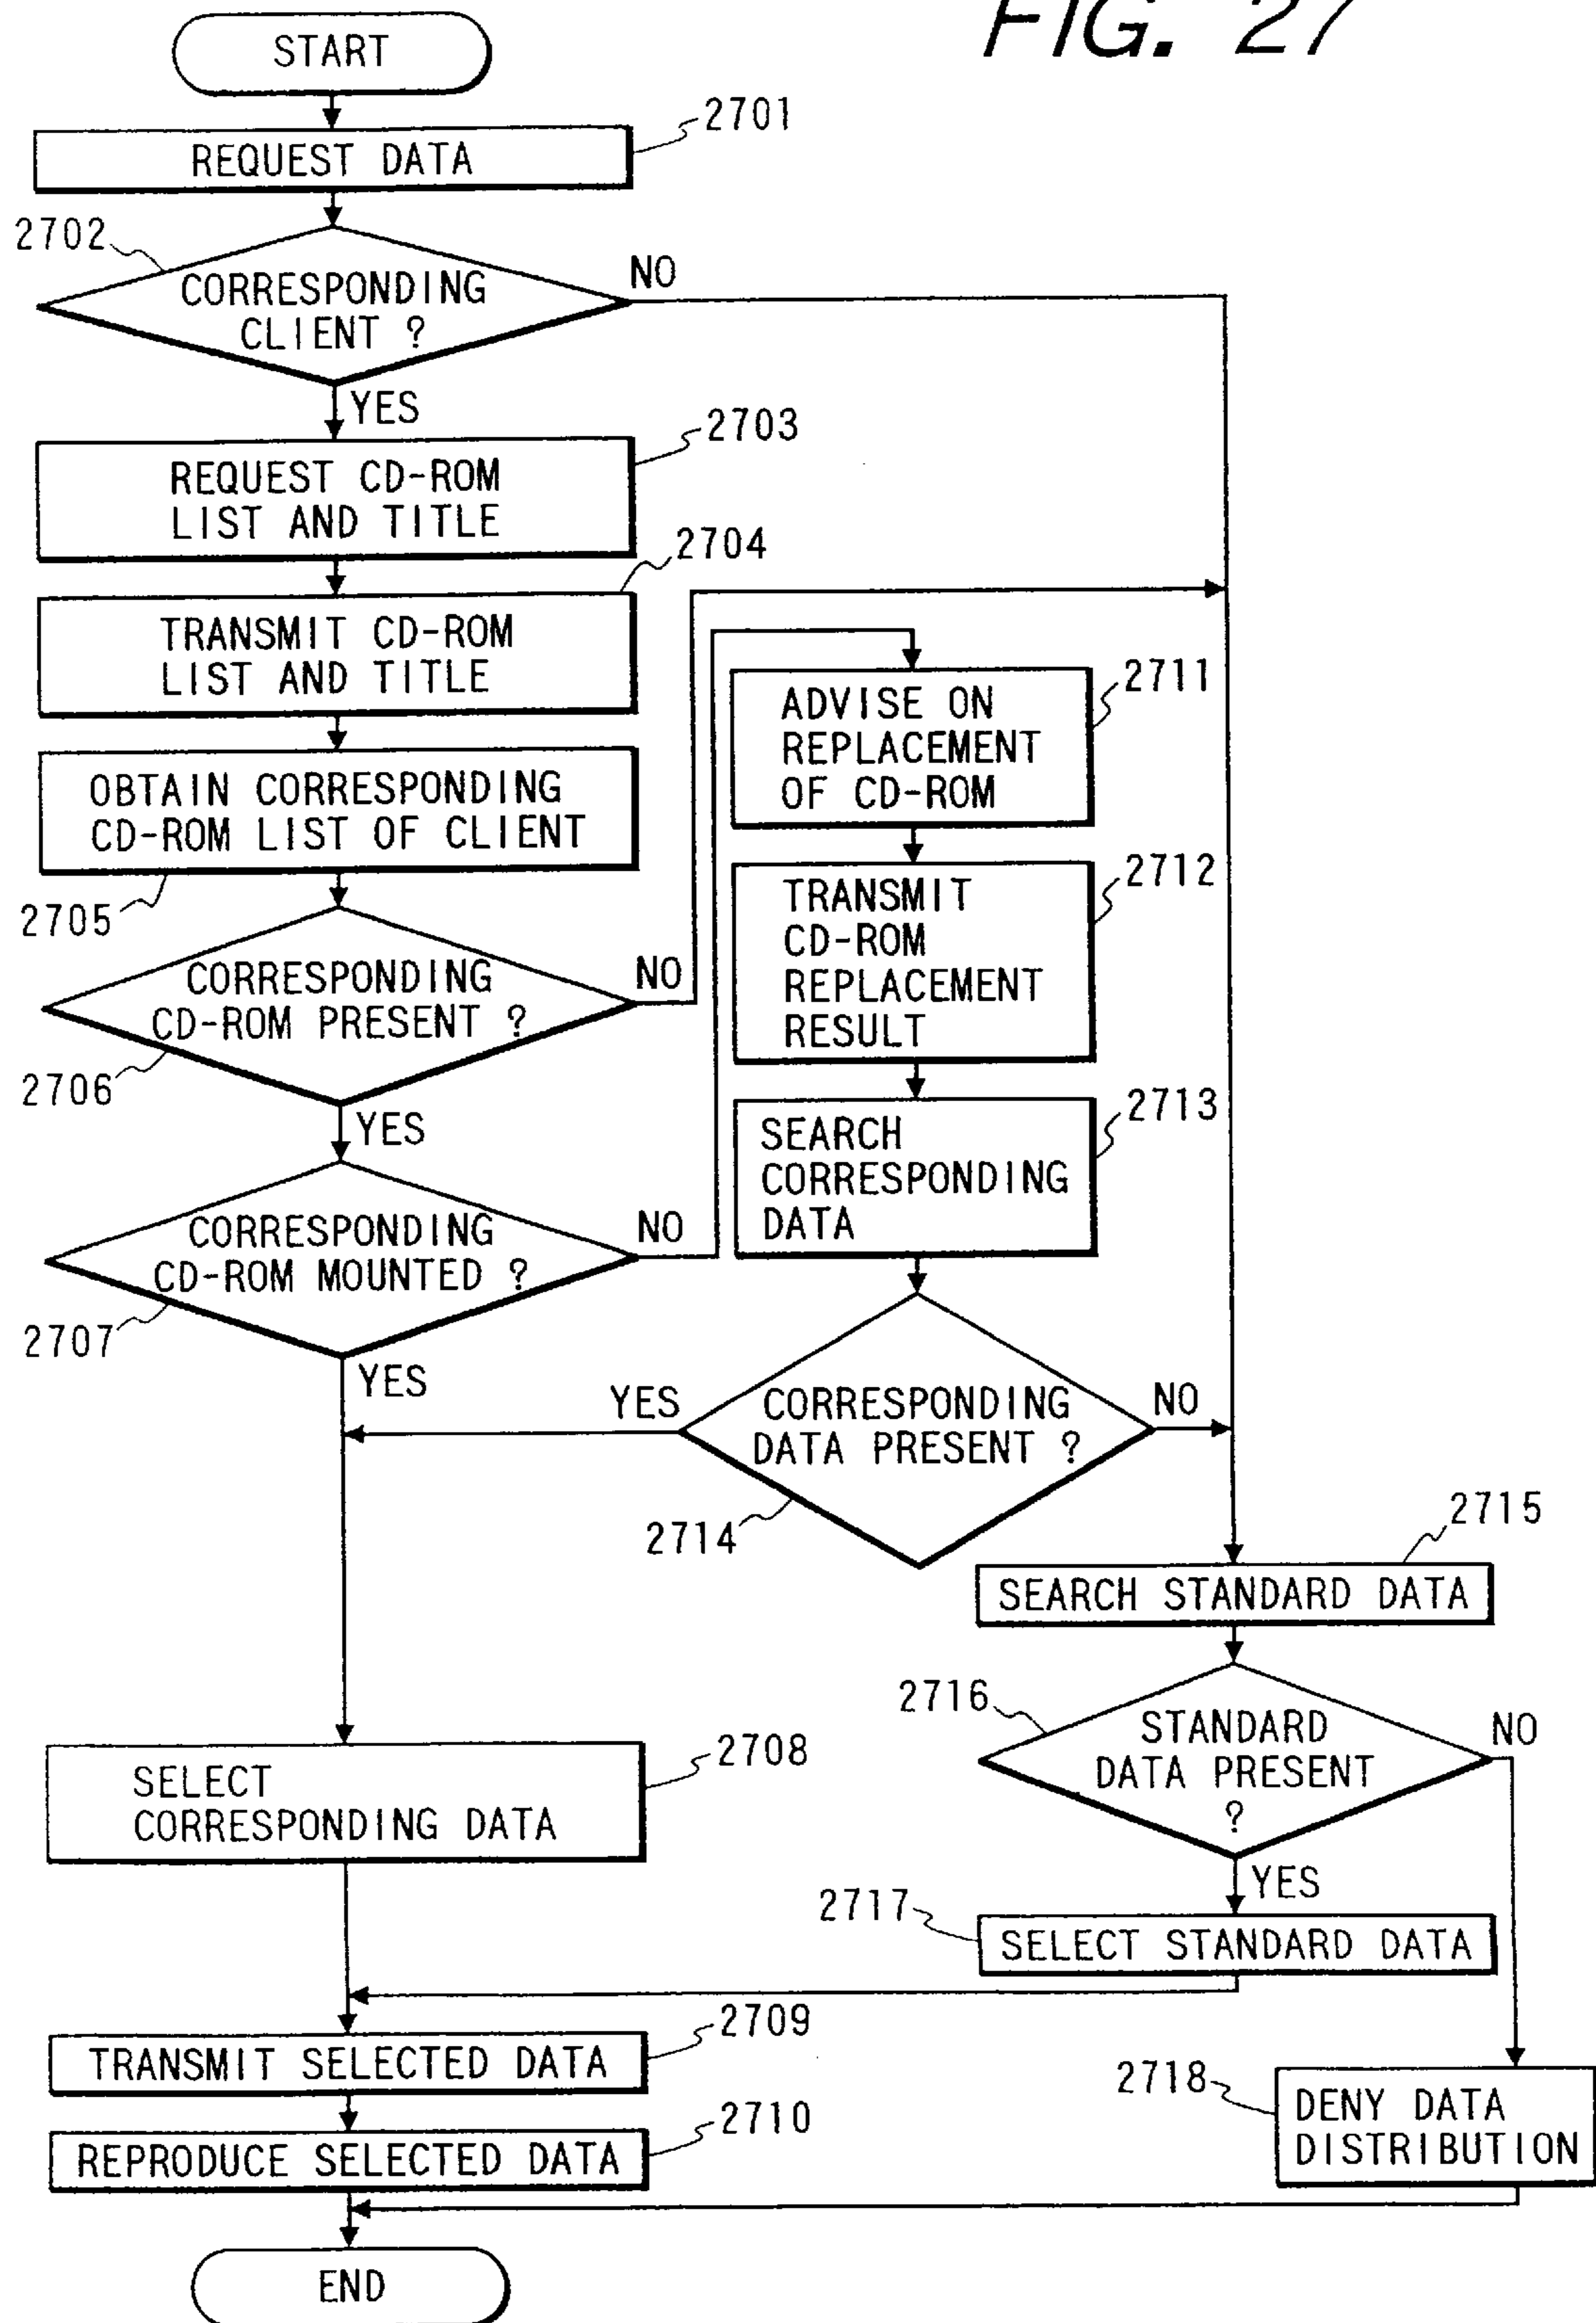 FIG. 27
START
2701
REQUEST DATA
2702
CORRESPONDING
CLIENT ?
NO
YES
2703
REQUEST CD-ROM
LIST AND TITLE
2704
TRANSMIT CD-ROM
LIST AND TITLE
OBTAIN CORRESPONDING
CD-ROM LIST OF CLIENT
2705
CORRESPONDING
CD-ROM PRESENT ?
NO
2706
YES
CORRESPONDING
CD-ROM MOUNTED ?
NO
2707
YES
2711
ADVISE ON
REPLACEMENT
OF CD-ROM
2712
TRANSMIT
CD-ROM
REPLACEMENT
RESULT
2713
SEARCH
CORRESPONDING
DATA
YES
CORRESPONDING
DATA PRESENT ?
NO
2714
2715
SEARCH STANDARD DATA
2716
STANDARD
DATA PRESENT
?
NO
YES
2708
SELECT
CORRESPONDING DATA
2717
SELECT STANDARD DATA
2709
TRANSMIT SELECTED DATA
2710
REPRODUCE SELECTED DATA
2718
DENY DATA
DISTRIBUTION
END